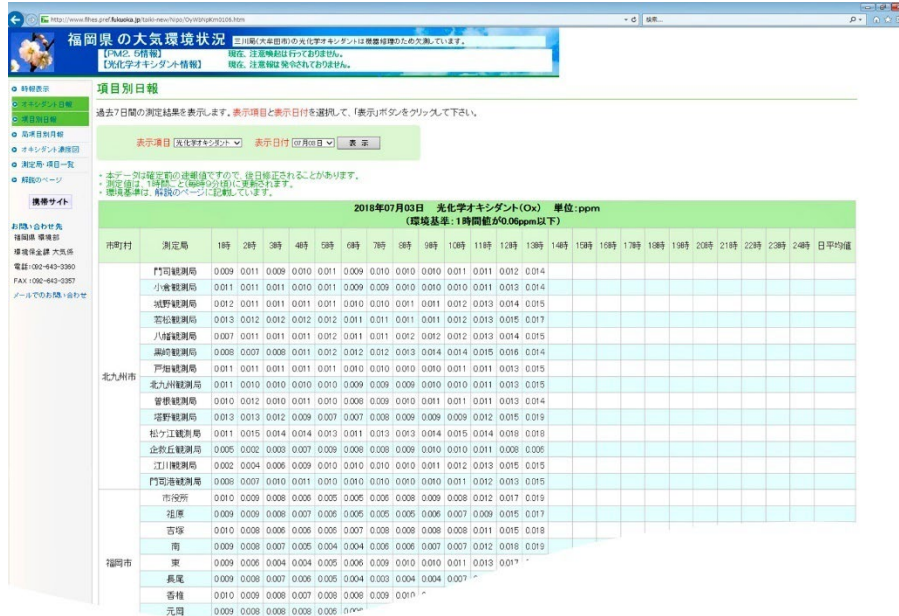 http://www.fihes.pref.fukuoka.jp/taiki-new/Nipo/OyWbNpKm0106.htm
検索...
福岡県の大気環境状況
三川局(大牟田市)の光化学オキシダントは機器修理のため欠測しています。
【PM2.5情報】 現在、注意喚起は行っておりません。
【光化学オキシダント情報】 現在、注意報は発令されておりません。
時報表示
オキシダント日報
項目別日報
局項目別月報
オキシダント濃度図
測定局・項目一覧
解説のページ
携帯サイト
お問い合わせ先
福岡県 環境部
環境保全課 大気係
電話:092-643-3360
FAX:092-643-3357
メールでのお問い合わせ
項目別日報
過去7日間の測定結果を表示します。表示項目と表示日付を選択して、「表示」ボタンをクリックして下さい。
表示項目 光化学オキシダント 表示日付 07月03日 表示
・本データは確定前の速報値ですので、後日修正されることがあります。
・測定値は、1時間ごと(毎時9分頃)に更新されます。
・環境基準は、解説のページに記載しています。
2018年07月03日 光化学オキシダント(Ox) 単位:ppm
(環境基準:1時間値が0.06ppm以下)
市町村 測定局 1時 2時 3時 4時 5時 6時 7時 8時 9時 10時 11時 12時 13時 14時 15時 16時 17時 18時 19時 20時 21時 22時 23時 24時 日平均値
北九州市
門司観測局 0.009 0.011 0.009 0.010 0.011 0.009 0.010 0.010 0.010 0.011 0.011 0.012 0.014
小倉観測局 0.011 0.011 0.011 0.010 0.011 0.009 0.009 0.010 0.010 0.010 0.011 0.013 0.014
城野観測局 0.012 0.011 0.011 0.011 0.011 0.010 0.010 0.011 0.011 0.012 0.013 0.014 0.015
若松観測局 0.013 0.012 0.012 0.012 0.012 0.011 0.011 0.011 0.011 0.012 0.013 0.015 0.017
八幡観測局 0.007 0.011 0.011 0.011 0.012 0.011 0.011 0.012 0.012 0.012 0.013 0.014 0.015
黒崎観測局 0.008 0.007 0.008 0.011 0.012 0.012 0.012 0.013 0.014 0.014 0.015 0.016 0.014
戸畑観測局 0.011 0.011 0.011 0.011 0.011 0.010 0.010 0.010 0.010 0.011 0.011 0.013 0.015
北九州観測局 0.011 0.010 0.010 0.010 0.010 0.009 0.009 0.009 0.010 0.010 0.011 0.013 0.015
曽根観測局 0.010 0.012 0.010 0.011 0.010 0.008 0.009 0.010 0.011 0.011 0.011 0.013 0.014
塔野観測局 0.013 0.013 0.012 0.009 0.007 0.007 0.008 0.009 0.009 0.009 0.012 0.015 0.019
松ケ江観測局 0.011 0.015 0.014 0.014 0.013 0.011 0.013 0.013 0.014 0.015 0.014 0.018 0.018
企救丘観測局 0.005 0.002 0.003 0.007 0.009 0.008 0.008 0.009 0.010 0.010 0.011 0.008 0.006
江川観測局 0.002 0.004 0.006 0.009 0.010 0.010 0.010 0.010 0.011 0.012 0.013 0.015 0.015
門司港観測局 0.008 0.007 0.010 0.011 0.010 0.010 0.010 0.010 0.010 0.011 0.012 0.013 0.015
福岡市
市役所 0.010 0.009 0.008 0.006 0.005 0.005 0.006 0.008 0.009 0.008 0.012 0.017 0.019
祖原 0.009 0.009 0.008 0.007 0.006 0.005 0.005 0.005 0.006 0.007 0.009 0.015 0.017
吉塚 0.010 0.008 0.006 0.006 0.006 0.007 0.008 0.008 0.008 0.008 0.011 0.015 0.018
南 0.009 0.008 0.007 0.005 0.004 0.004 0.006 0.006 0.007 0.007 0.012 0.018 0.019
東 0.009 0.006 0.004 0.004 0.005 0.006 0.009 0.010 0.010 0.011 0.013 0.017
長尾 0.009 0.008 0.007 0.006 0.005 0.004 0.003 0.004 0.004 0.007
香椎 0.010 0.009 0.008 0.007 0.008 0.008 0.009 0.010
元岡 0.009 0.008 0.008 0.008 0.006